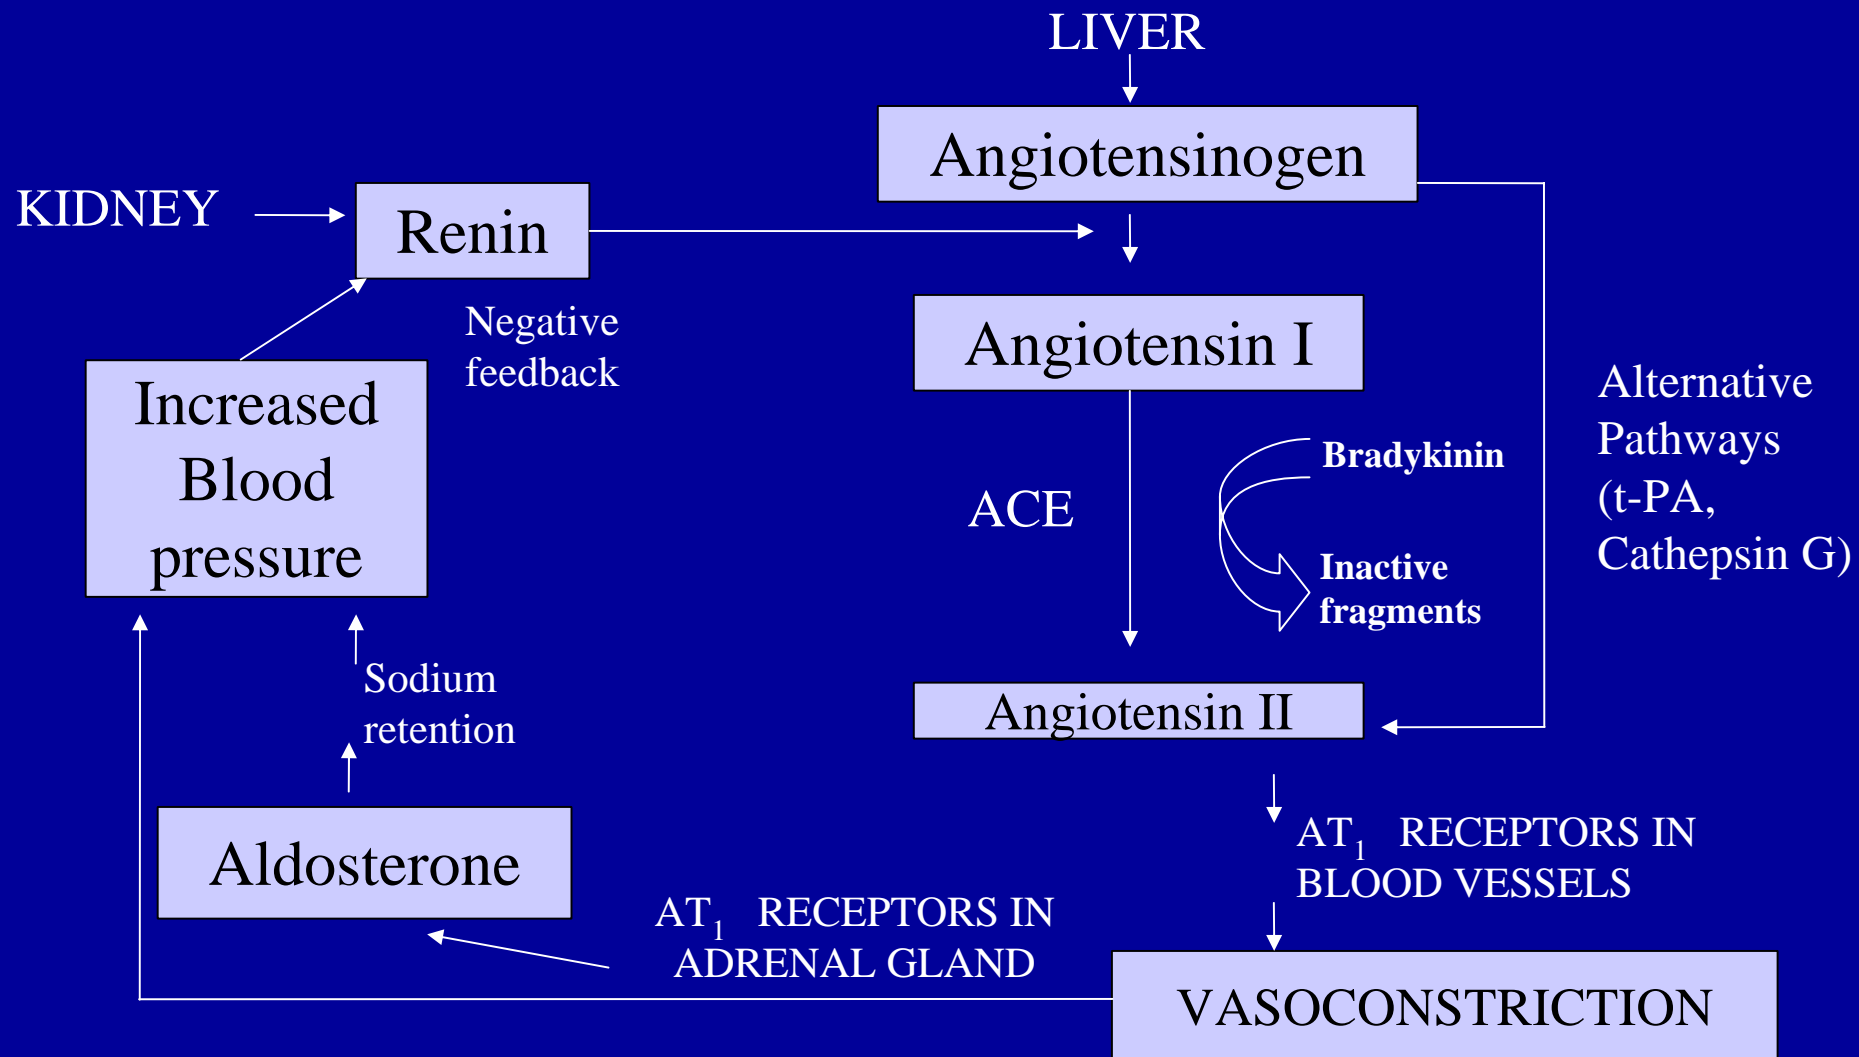 LIVER
Angiotensinogen
KIDNEY
Renin
Negative
feedback
Angiotensin I
Increased
Blood
pressure
Alternative
Pathways
(t-PA,
Cathepsin G)
Bradykinin
ACE
Inactive
fragments
Sodium
retention
Angiotensin II
AT1 RECEPTORS IN
BLOOD VESSELS
Aldosterone
AT1 RECEPTORS IN
ADRENAL GLAND
VASOCONSTRICTION